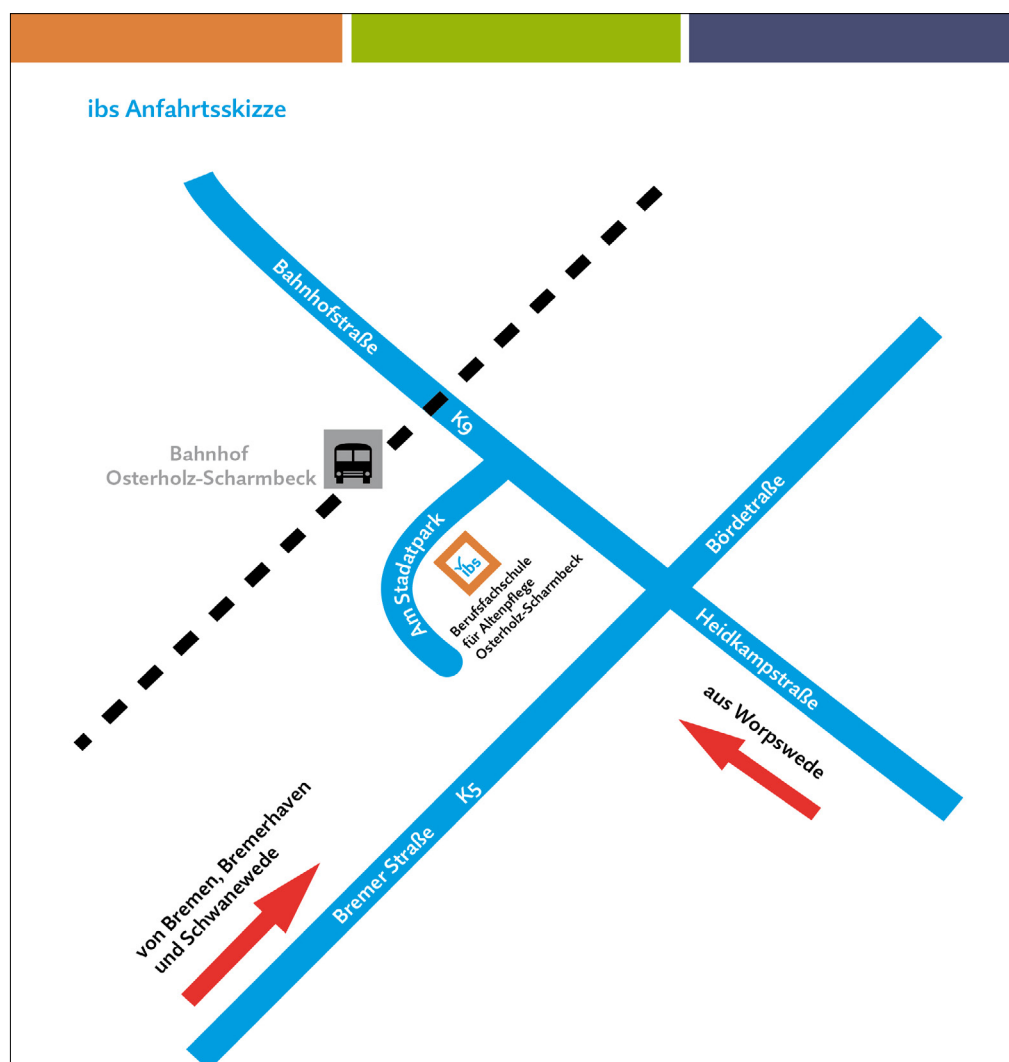 ibs Anfahrtsskizze
Bahnhofstraße
K9
Bahnhof
Osterholz-Scharmbeck
Am Stadatpark
ibs
Berufsfachschule
für Altenpflege
Osterholz-Scharmbeck
Bördetraße
Heidkampstraße
aus Worpswede
K5
Bremer Straße
von Bremen, Bremerhaven
und Schwanewede